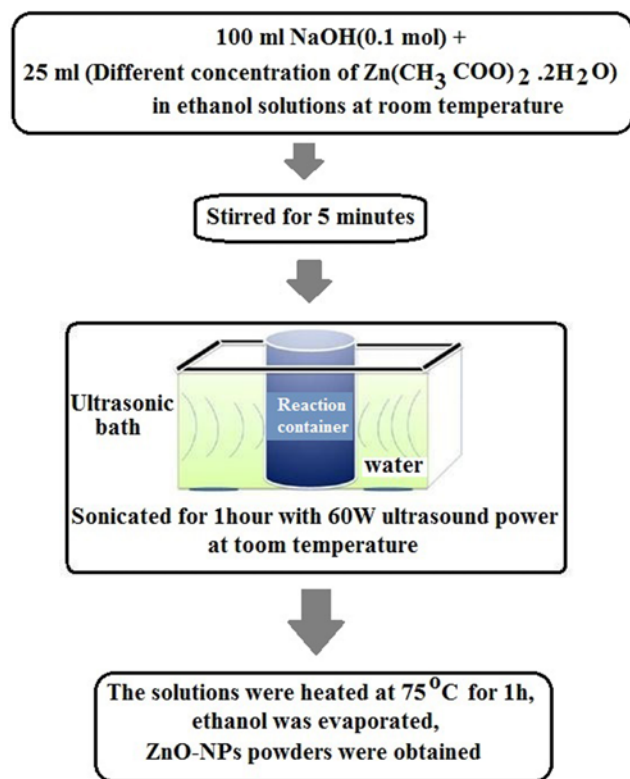 100 ml NaOH(0.1 mol) +
25 ml (Different concentration of Zn(CH₃ COO)₂ .2H₂O)
in ethanol solutions at room temperature
Stirred for 5 minutes
Ultrasonic
bath
Reaction
container
water
Sonicated for 1hour with 60W ultrasound power
at toom temperature
The solutions were heated at 75⁰C for 1h,
ethanol was evaporated,
ZnO-NPs powders were obtained